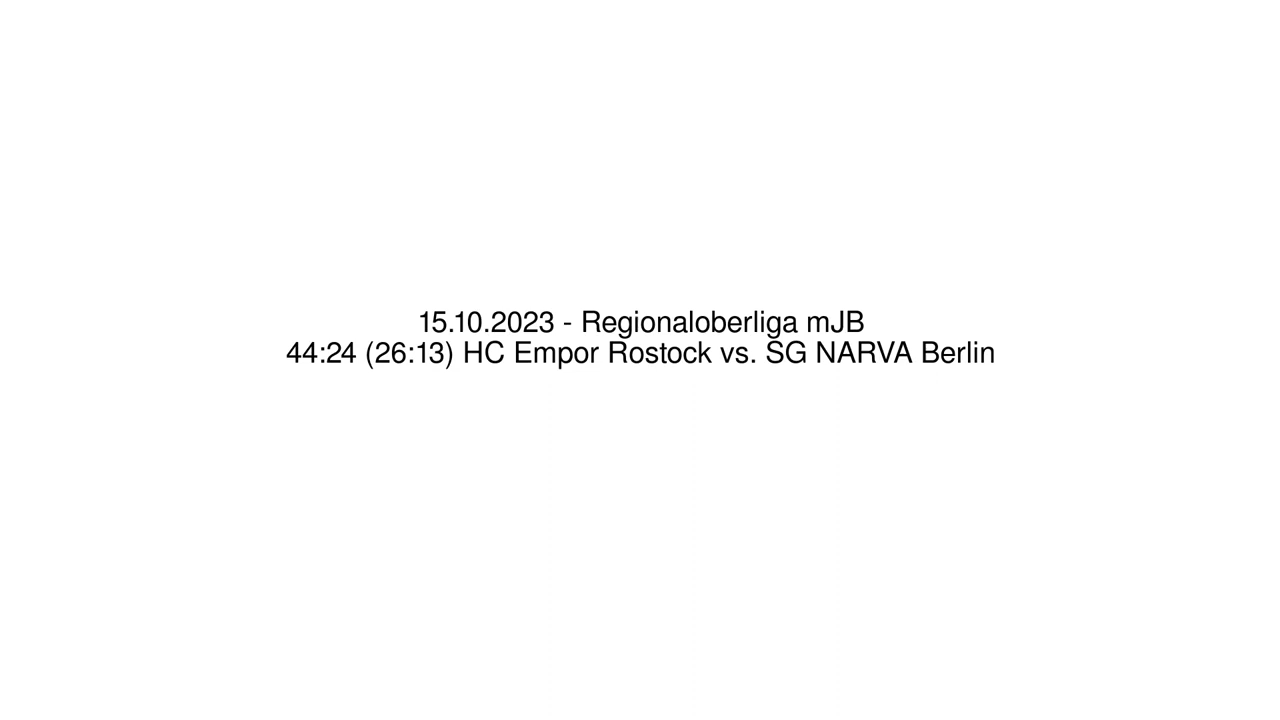 15.10.2023 - Regionaloberliga mJB
44:24 (26:13) HC Empor Rostock vs. SG NARVA Berlin